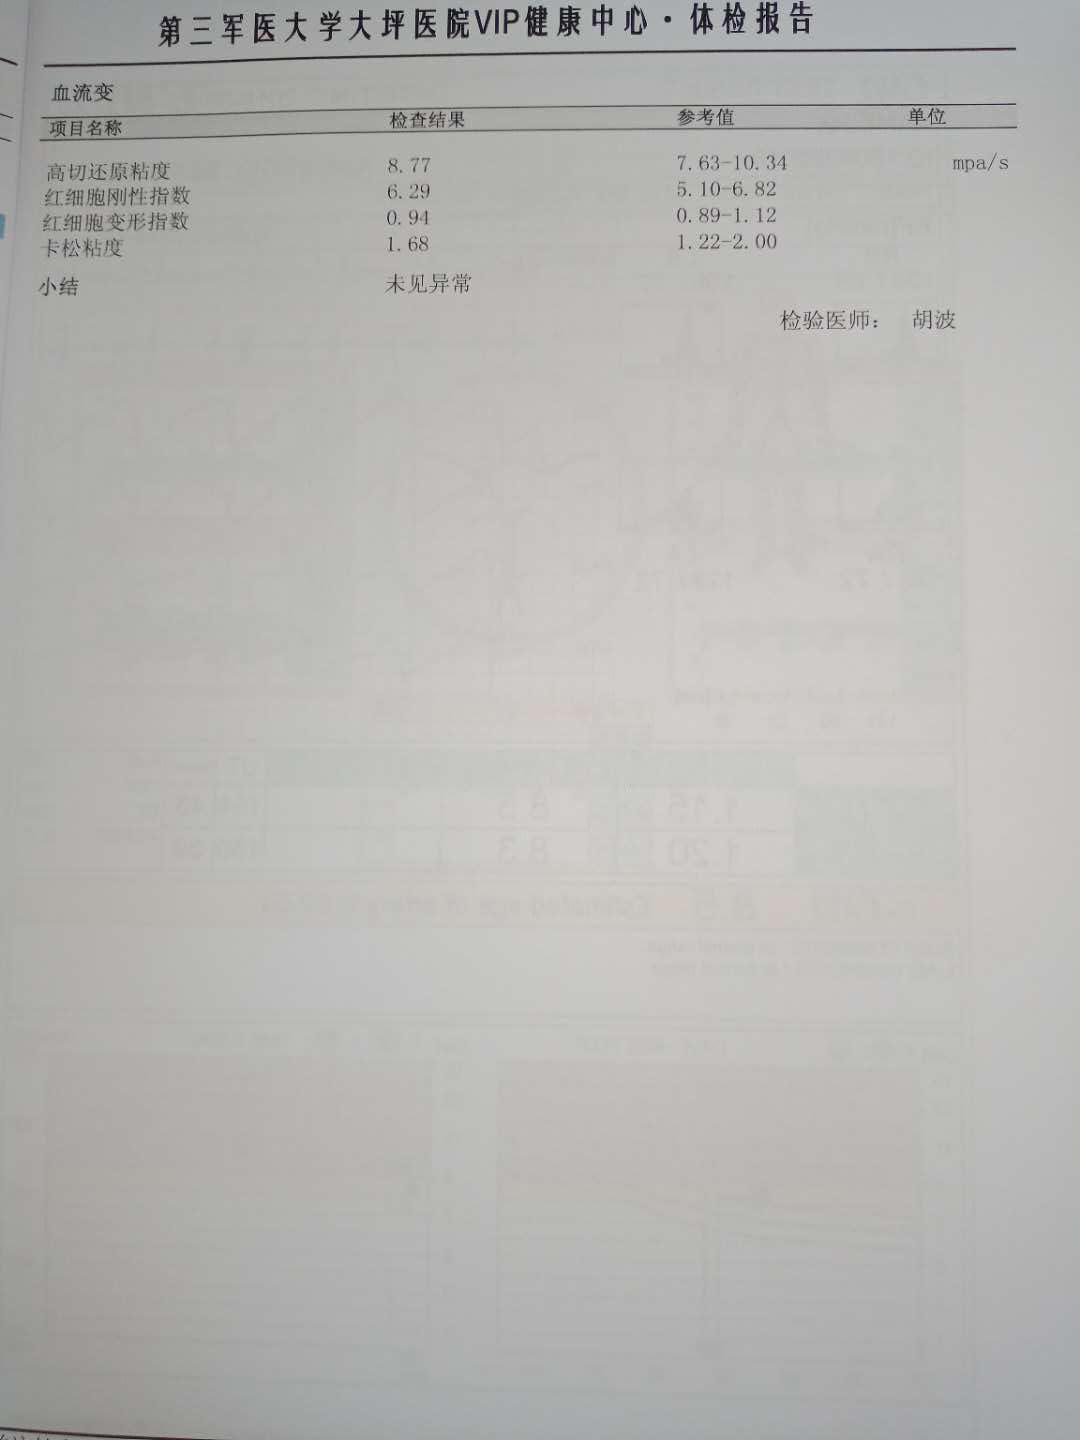 第三军医大学大坪医院VIP健康中心·体检报告
血流变
项目名称 检查结果 参考值 单位
高切还原粘度 8.77 7.63-10.34 mpa/s
红细胞刚性指数 6.29 5.10-6.82
红细胞变形指数 0.94 0.89-1.12
卡松粘度 1.68 1.22-2.00
小结 未见异常
检验医师： 胡波